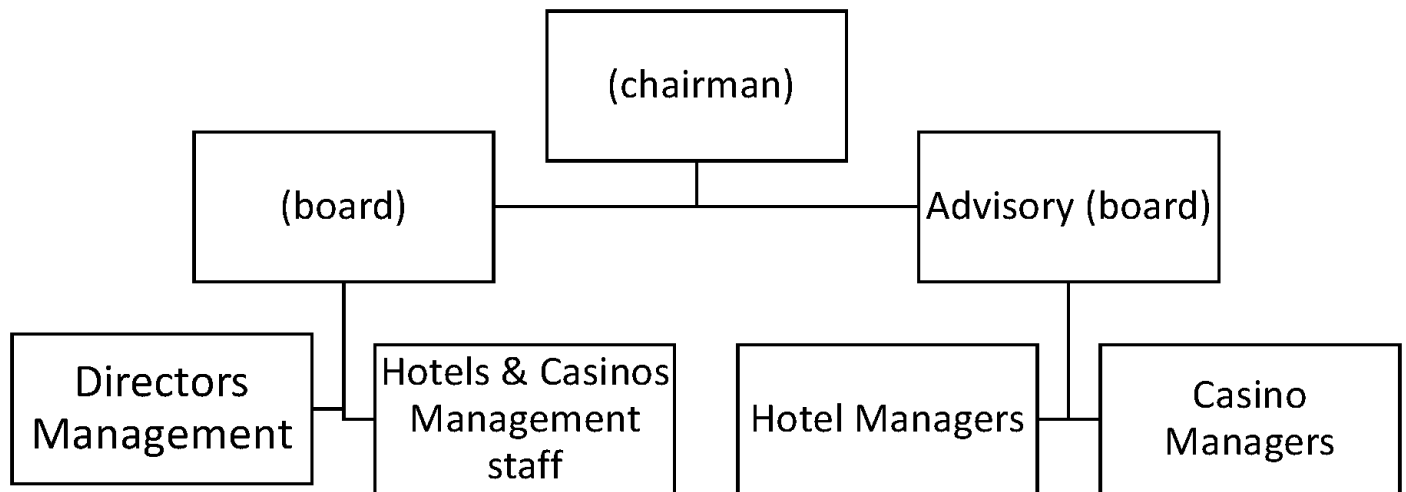 (chairman)
(board)
Advisory (board)
Directors
Management
Hotels & Casinos
Management
staff
Hotel Managers
Casino
Managers